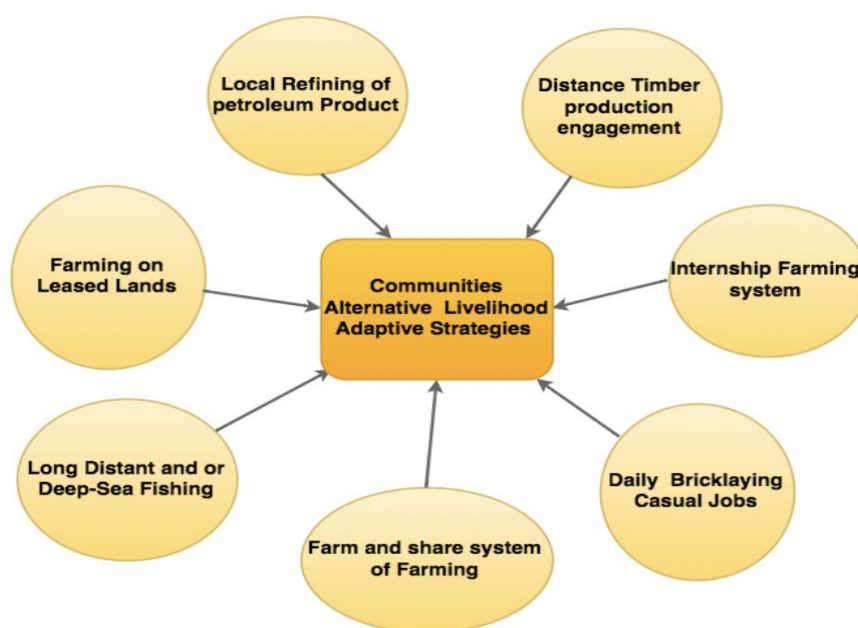 Local Refining of
petroleum Product
Distance Timber
production
engagement
Farming on
Leased Lands
Communities
Alternative Livelihood
Adaptive Strategies
Internship Farming
system
Long Distant and or
Deep-Sea Fishing
Farm and share system
of Farming
Daily Bricklaying
Casual Jobs